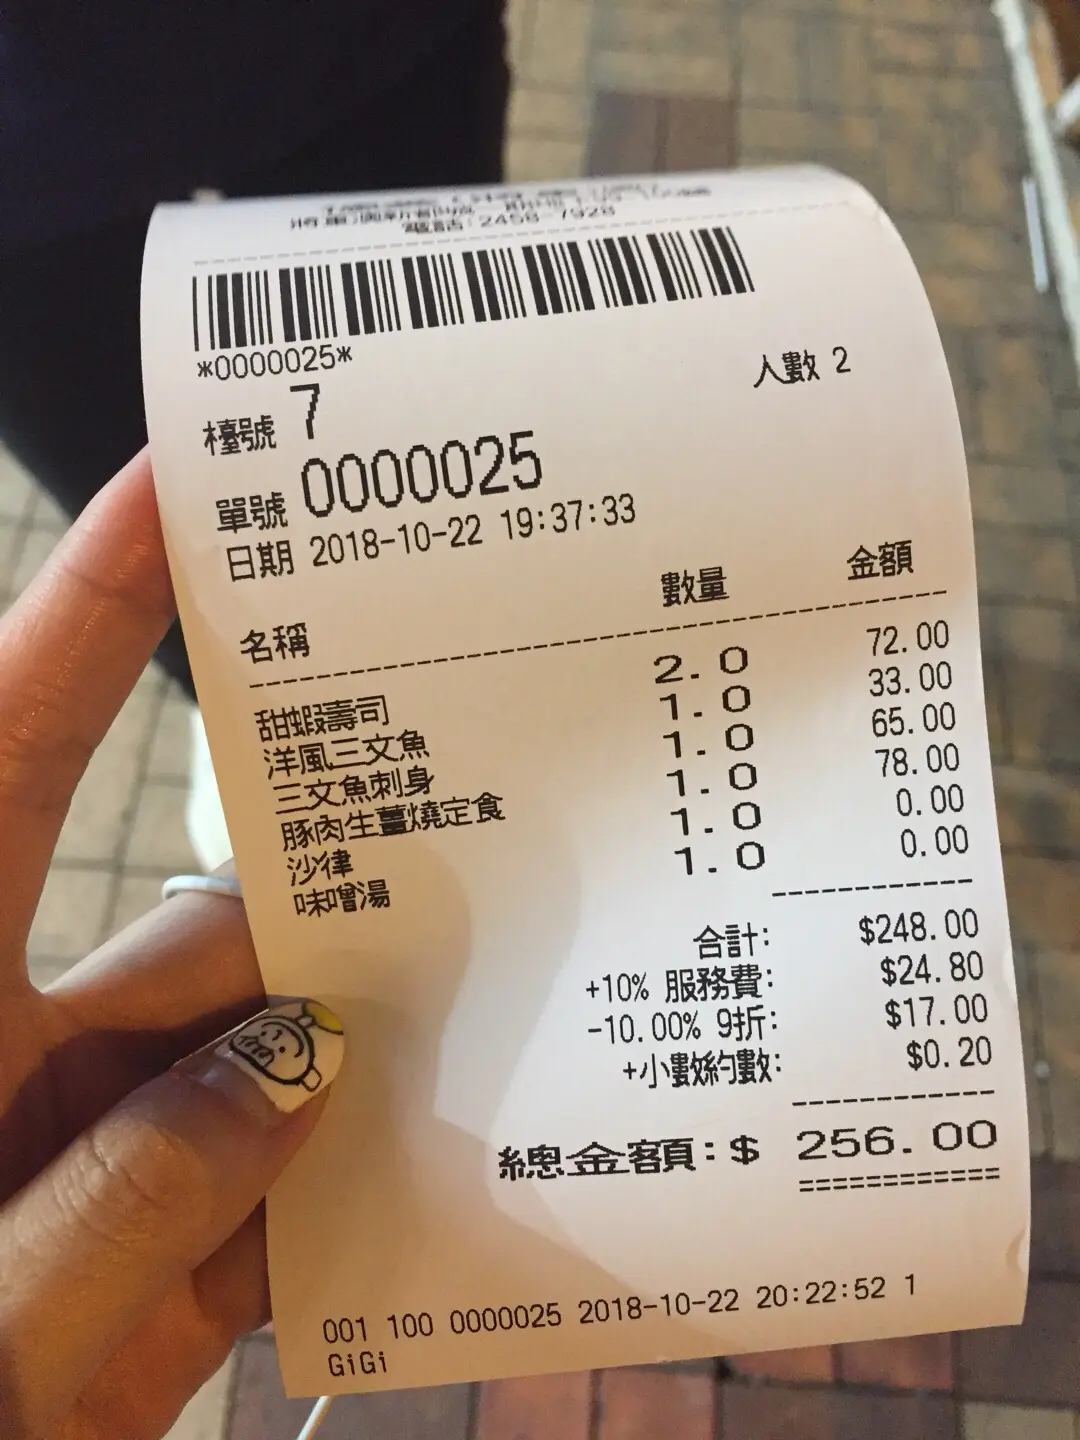 電話: 2458-7928
*0000025*
人數 2
檯號 7
單號 0000025
日期 2018-10-22 19:37:33
名稱 數量 金額
甜蝦壽司 2.0 72.00
洋風三文魚 1.0 33.00
三文魚刺身 1.0 65.00
豚肉生薑燒定食 1.0 78.00
沙律 1.0 0.00
味噌湯 1.0 0.00
合計: $248.00
+10% 服務費: $24.80
-10.00% 9折: $17.00
+小數約數: $0.20
總金額:$ 256.00
001 100 0000025 2018-10-22 20:22:52 1
GiGi